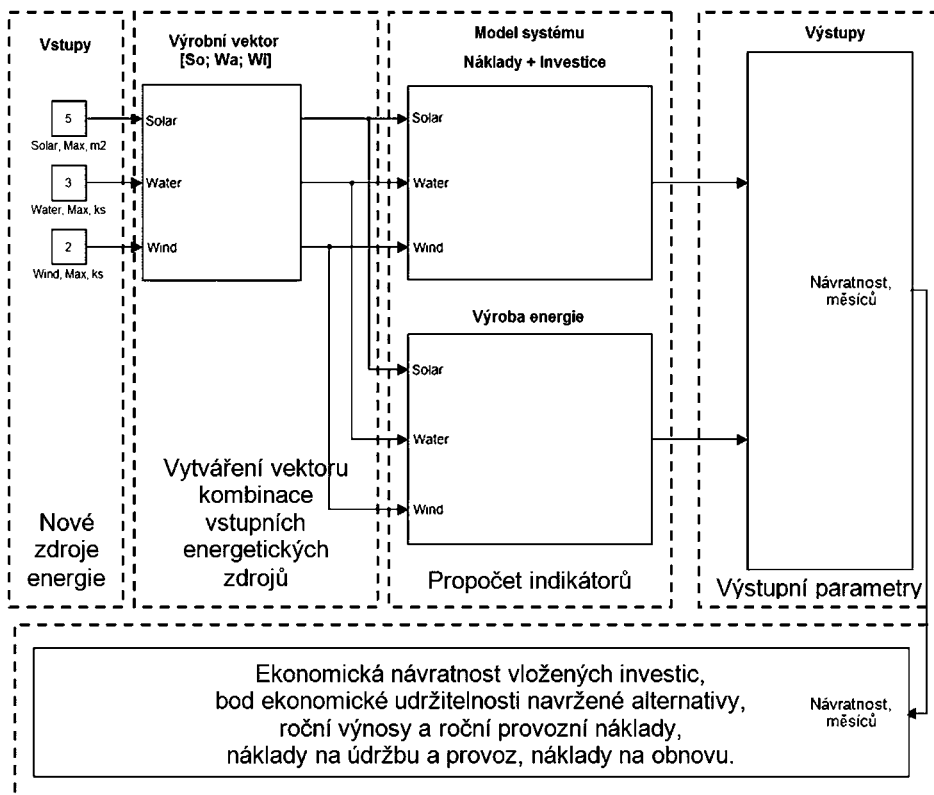 Vstupy
5
Solar, Max, m2
3
Water, Max, ks
2
Wind, Max, ks
Nové
zdroje
energie
Výrobní vektor
[So; Wa; Wi]
Solar
Water
Wind
Vytváření vektoru
kombinace
vstupních
energetických
zdrojů
Model systému
Náklady + Investice
Solar
Water
Wind
Výroba energie
Solar
Water
Wind
Propočet indikátorů
Výstupy
Návratnost,
měsíců
Výstupní parametry
Ekonomická návratnost vložených investic,
bod ekonomické udržitelnosti navržené alternativy,
roční výnosy a roční provozní náklady,
náklady na údržbu a provoz, náklady na obnovu.
Návratnost,
měsíců